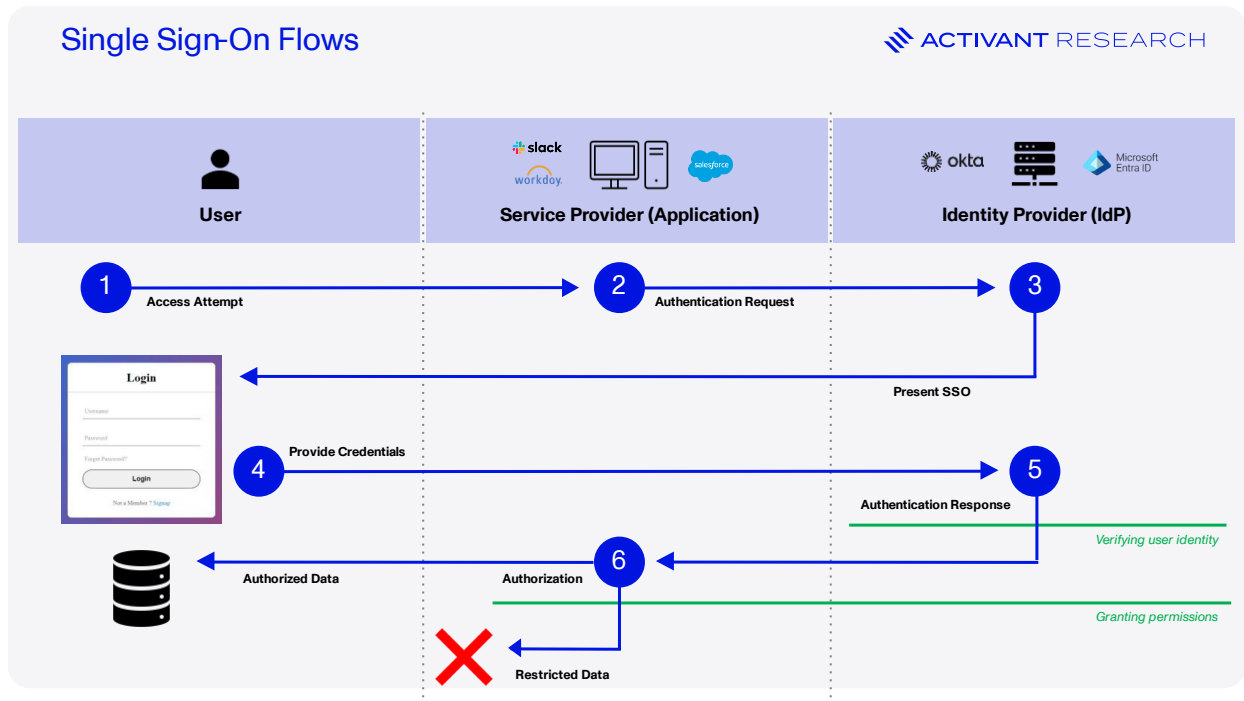 Single Sign-On Flows
ACTIVANT RESEARCH
slack
workday.
salesforce
okta
Microsoft
Entra ID
User
Service Provider (Application)
Identity Provider (IdP)
1
2
3
Access Attempt
Authentication Request
Login
Present SSO
Username
Password
Provide Credentials
Forgot Password?
4
5
Login
Not a Member ? Signup
Authentication Response
Verifying user identity
6
Authorized Data
Authorization
Granting permissions
Restricted Data